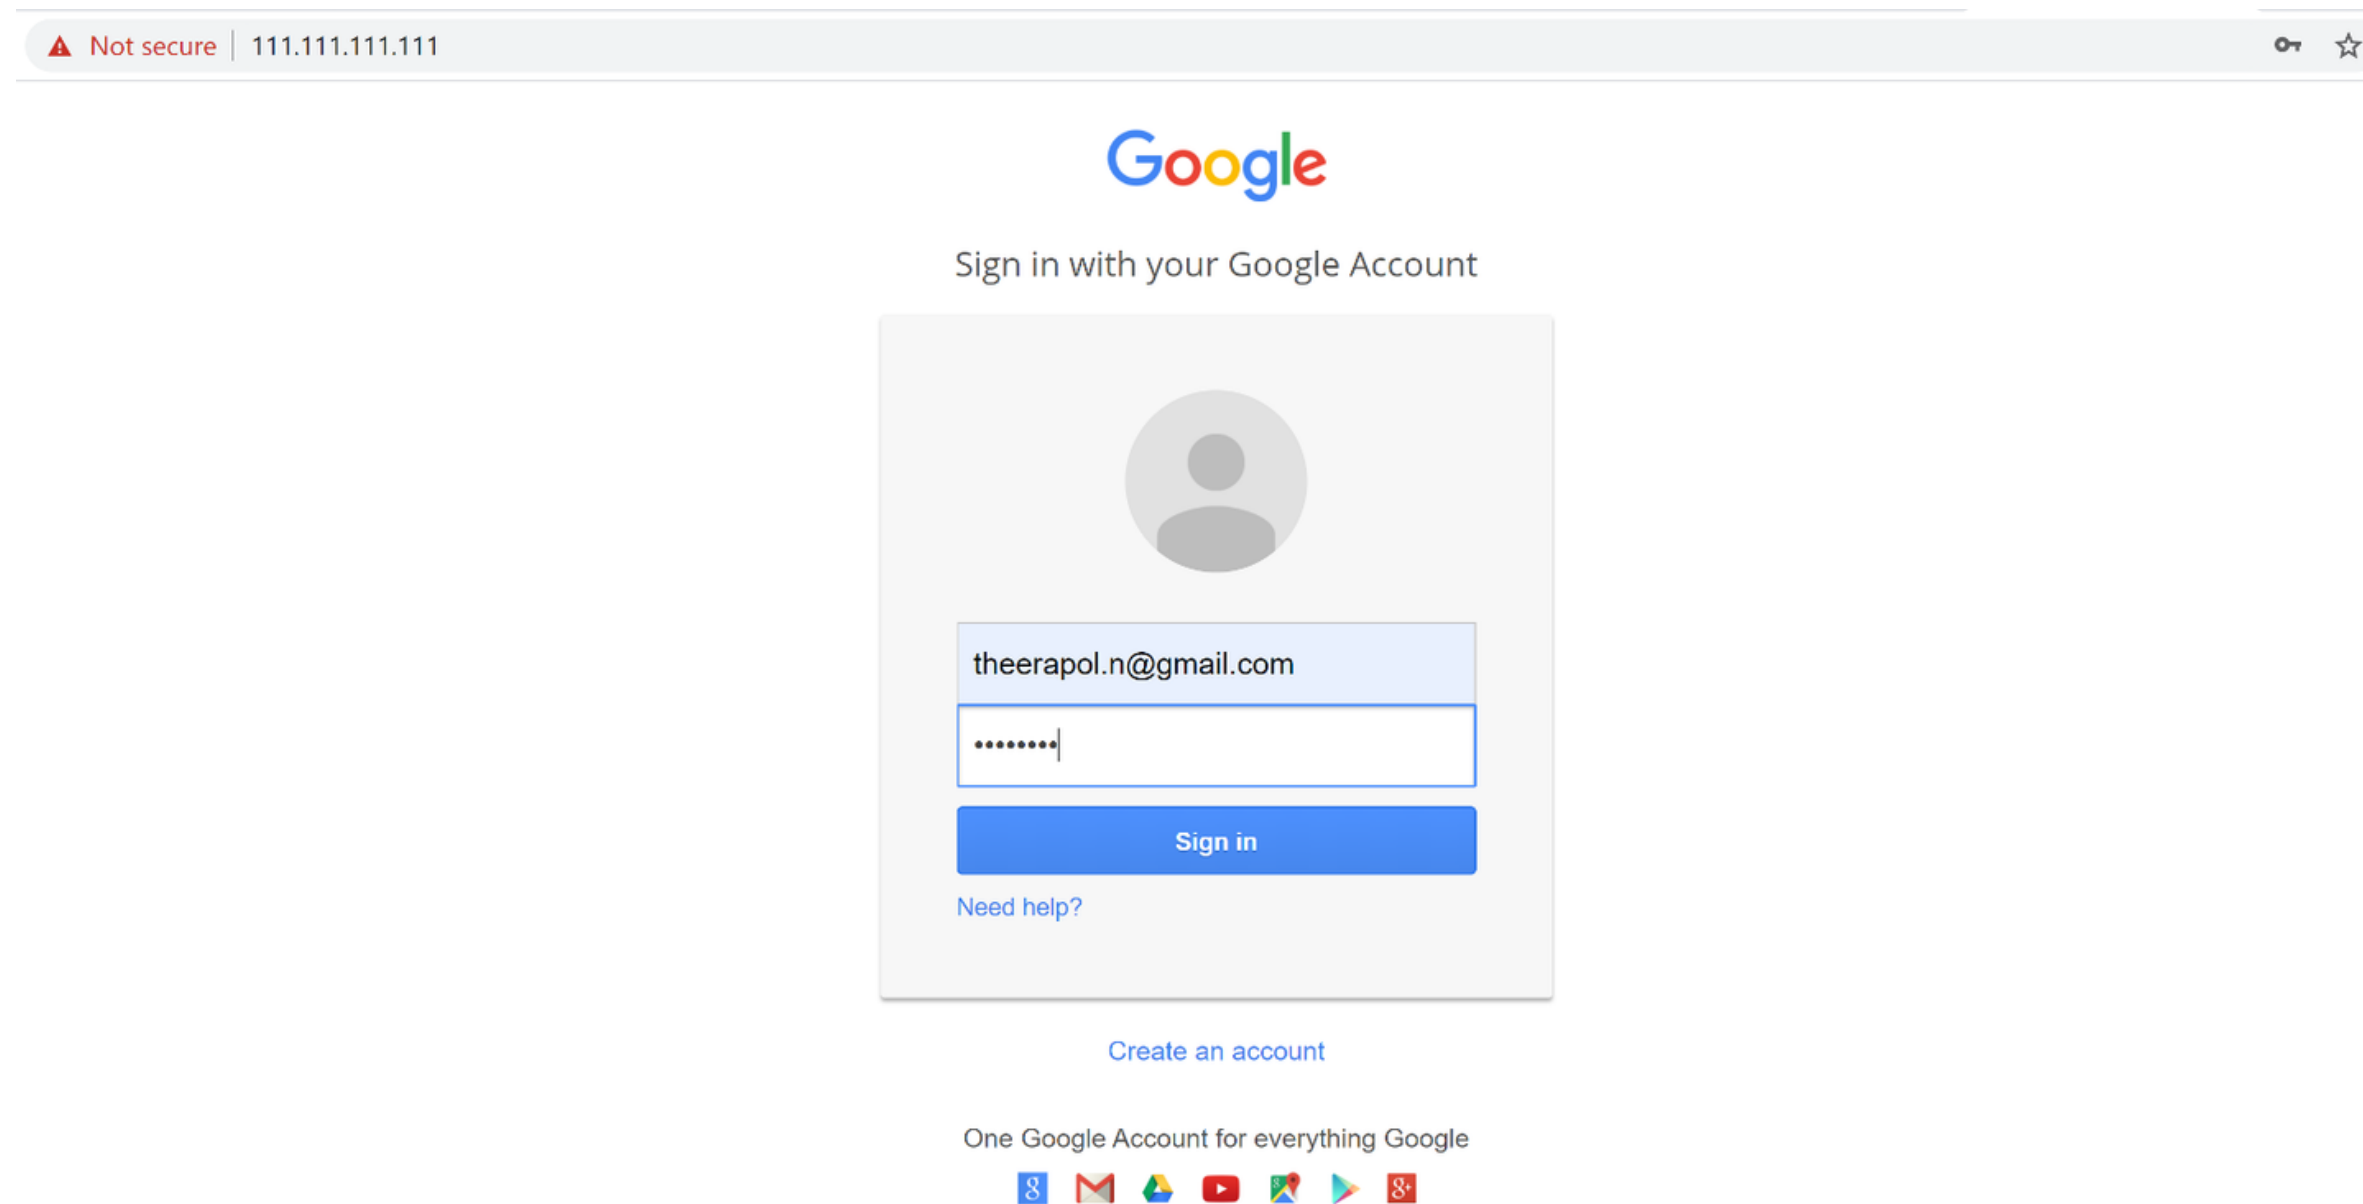 Not secure 111.111.111.111
Google
Sign in with your Google Account
theerapol.n@gmail.com
••••••••
Sign in
Need help?
Create an account
One Google Account for everything Google